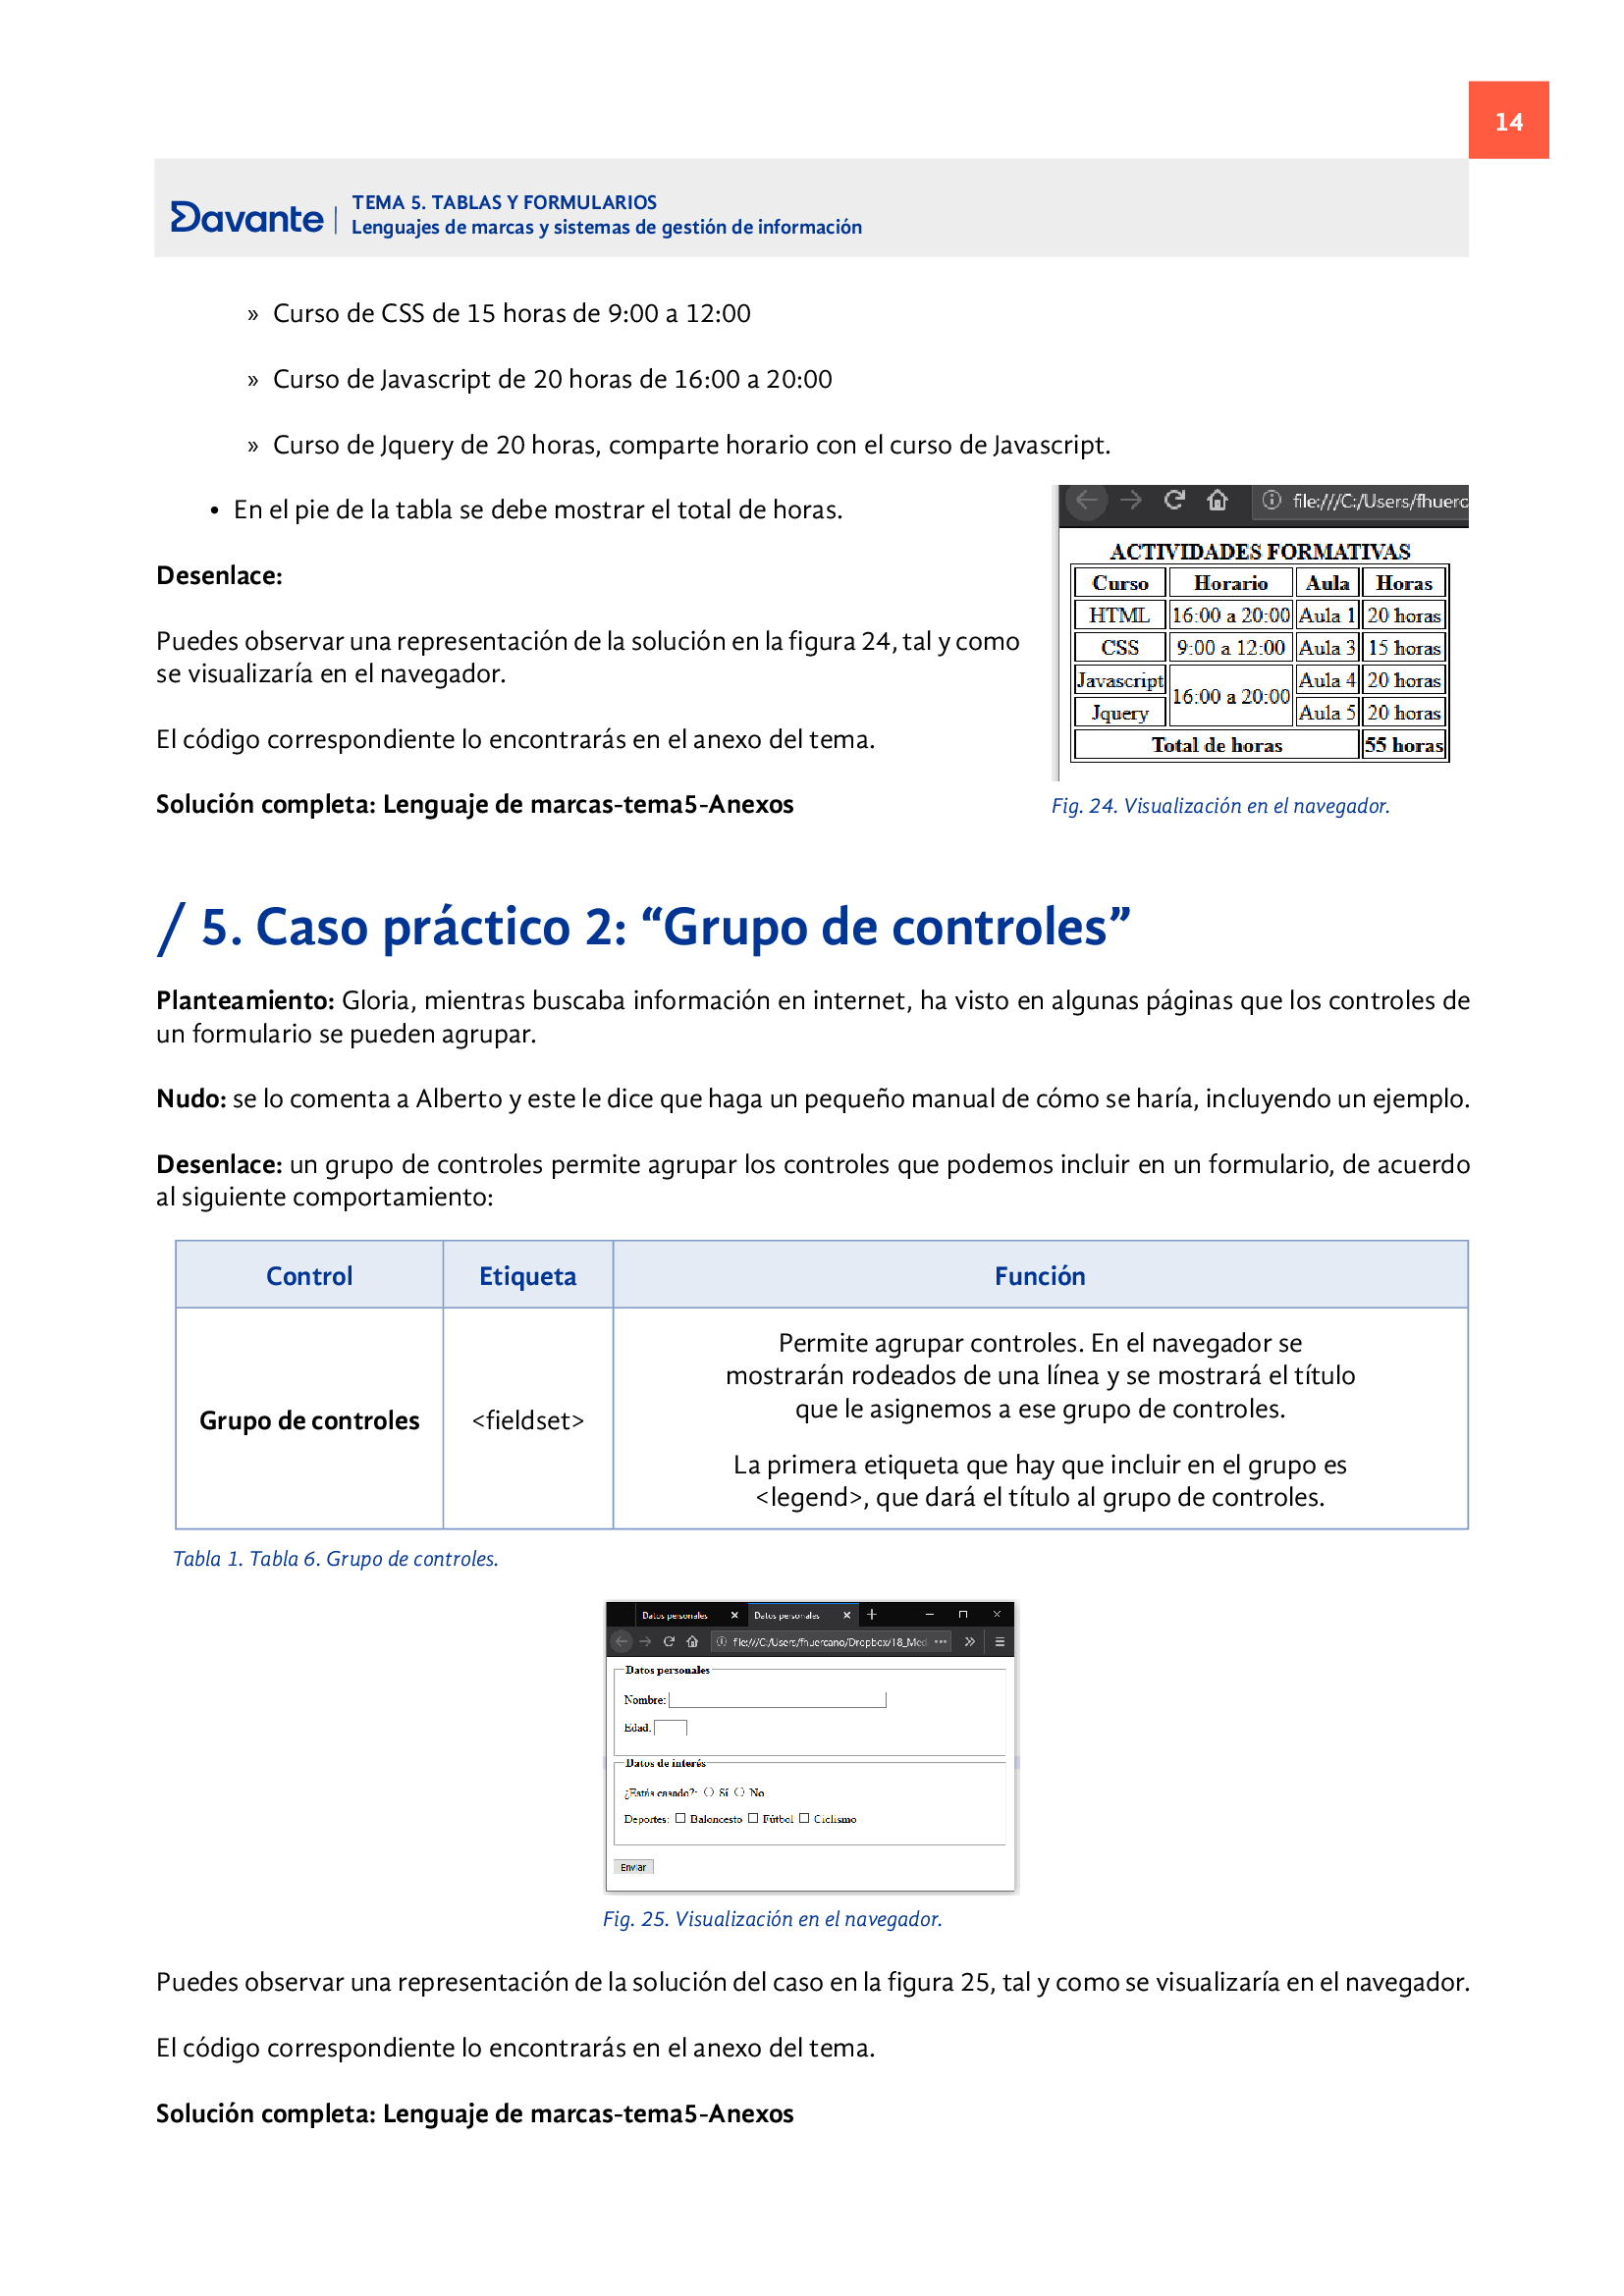 14
Davante
TEMA 5. TABLAS Y FORMULARIOS
Lenguajes de marcas y sistemas de gestión de información
» Curso de CSS de 15 horas de 9:00 a 12:00
» Curso de Javascript de 20 horas de 16:00 a 20:00
» Curso de Jquery de 20 horas, comparte horario con el curso de Javascript.
• En el pie de la tabla se debe mostrar el total de horas.
Desenlace:
Puedes observar una representación de la solución en la figura 24, tal y como
se visualizaría en el navegador.
El código correspondiente lo encontrarás en el anexo del tema.
Solución completa: Lenguaje de marcas-tema5-Anexos
file:///C:/Users/fhuerc
ACTIVIDADES FORMATIVAS
Curso Horario Aula Horas
HTML 16:00 a 20:00 Aula 1 20 horas
CSS 9:00 a 12:00 Aula 3 15 horas
Javascript 16:00 a 20:00 Aula 4 20 horas
Jquery Aula 5 20 horas
Total de horas 55 horas
Fig. 24. Visualización en el navegador.
/ 5. Caso práctico 2: “Grupo de controles”
Planteamiento: Gloria, mientras buscaba información en internet, ha visto en algunas páginas que los controles de
un formulario se pueden agrupar.
Nudo: se lo comenta a Alberto y este le dice que haga un pequeño manual de cómo se haría, incluyendo un ejemplo.
Desenlace: un grupo de controles permite agrupar los controles que podemos incluir en un formulario, de acuerdo
al siguiente comportamiento:
Control Etiqueta Función
Grupo de controles <fieldset>
Permite agrupar controles. En el navegador se
mostrarán rodeados de una línea y se mostrará el título
que le asignemos a ese grupo de controles.
La primera etiqueta que hay que incluir en el grupo es
<legend>, que dará el título al grupo de controles.
Tabla 1. Tabla 6. Grupo de controles.
Datos personales Datos personales
file:///C:/Users/fhuercano/Dropbox/18_Med
Datos personales
Nombre:
Edad.
Datos de interés
¿Estás casado?: Sí No
Deportes: Baloncesto Fútbol Ciclismo
Enviar
Fig. 25. Visualización en el navegador.
Puedes observar una representación de la solución del caso en la figura 25, tal y como se visualizaría en el navegador.
El código correspondiente lo encontrarás en el anexo del tema.
Solución completa: Lenguaje de marcas-tema5-Anexos